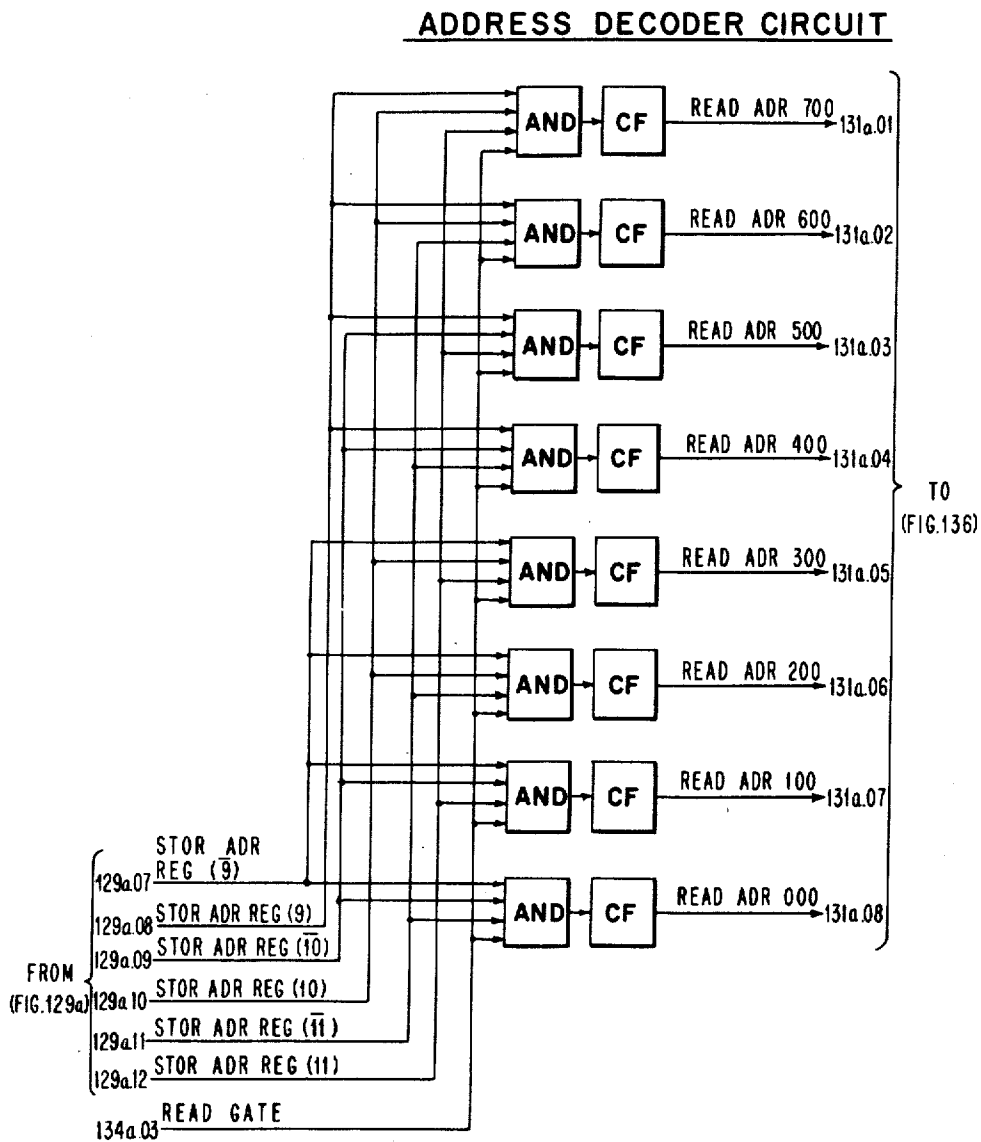 ADDRESS DECODER CIRCUIT
AND CF READ ADR 700 131a.01
AND CF READ ADR 600 131a.02
AND CF READ ADR 500 131a.03
AND CF READ ADR 400 131a.04
TO
(FIG.136)
AND CF READ ADR 300 131a.05
AND CF READ ADR 200 131a.06
AND CF READ ADR 100 131a.07
AND CF READ ADR 000 131a.08
STOR ADR
129a.07 REG (9̅)
129a.08 STOR ADR REG (9)
129a.09 STOR ADR REG (1̅0̅)
FROM
(FIG.129a)
129a.10 STOR ADR REG (10)
129a.11 STOR ADR REG (1̅1̅)
129a.12 STOR ADR REG (11)
134a.03 READ GATE